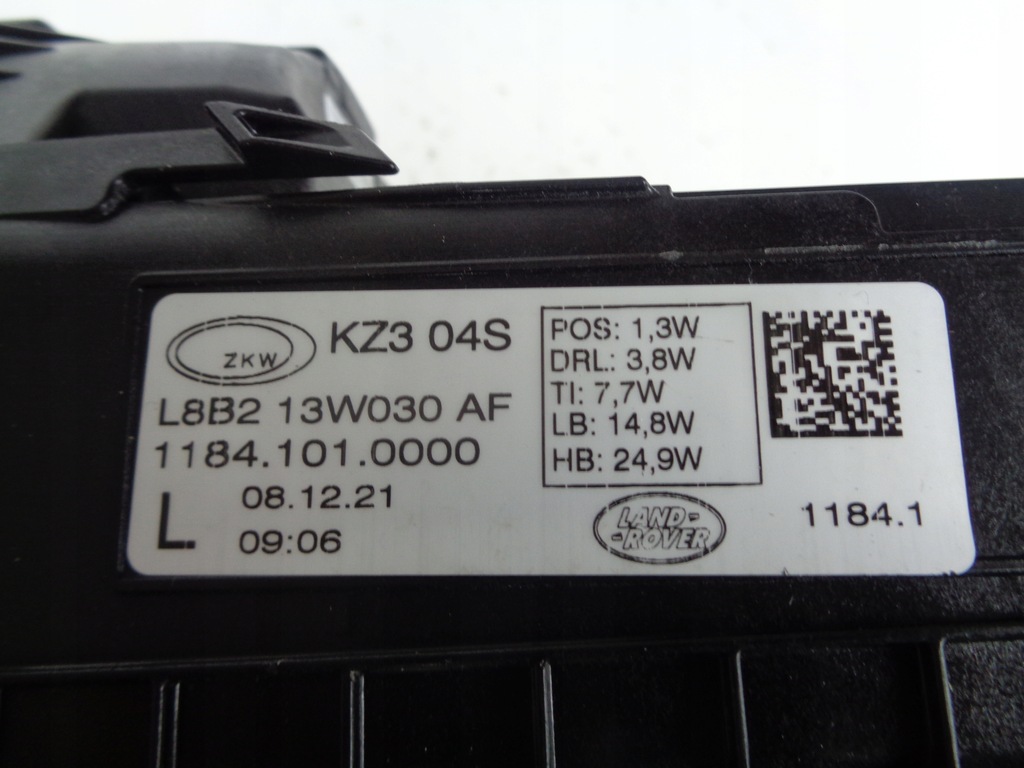 ZKW
KZ3 04S
L8B2 13W030 AF
1184.101.0000
L.
08.12.21
09:06
POS: 1,3W
DRL: 3,8W
TI: 7,7W
LB: 14,8W
HB: 24,9W
LAND-
-ROVER
1184.1